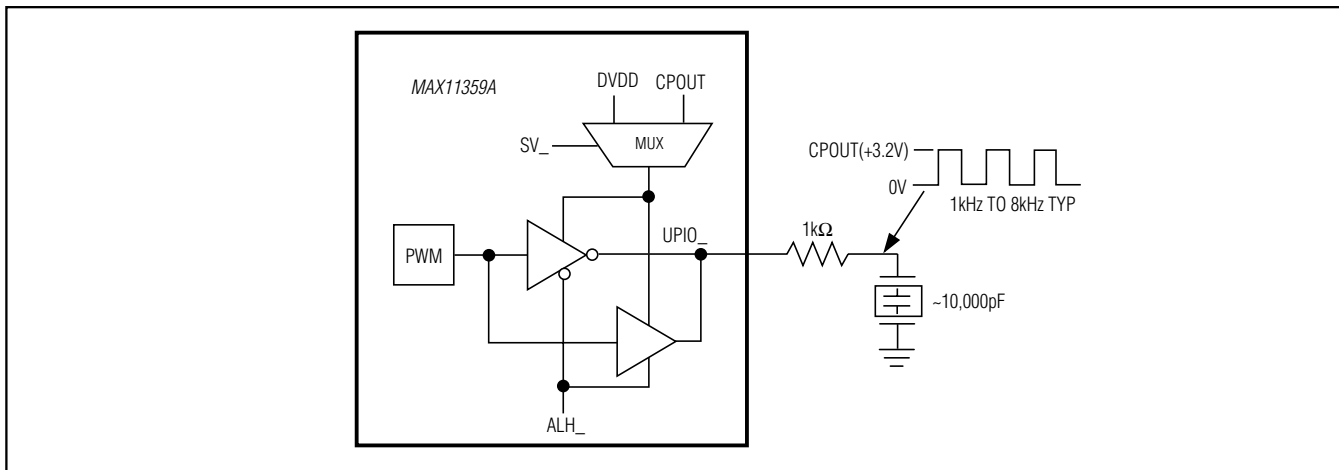 MAX11359A
DVDD
CPOUT
SV_
MUX
CPOUT(+3.2V)
0V
1kHz TO 8kHz TYP
PWM
UPIO_
1kΩ
~10,000pF
ALH_